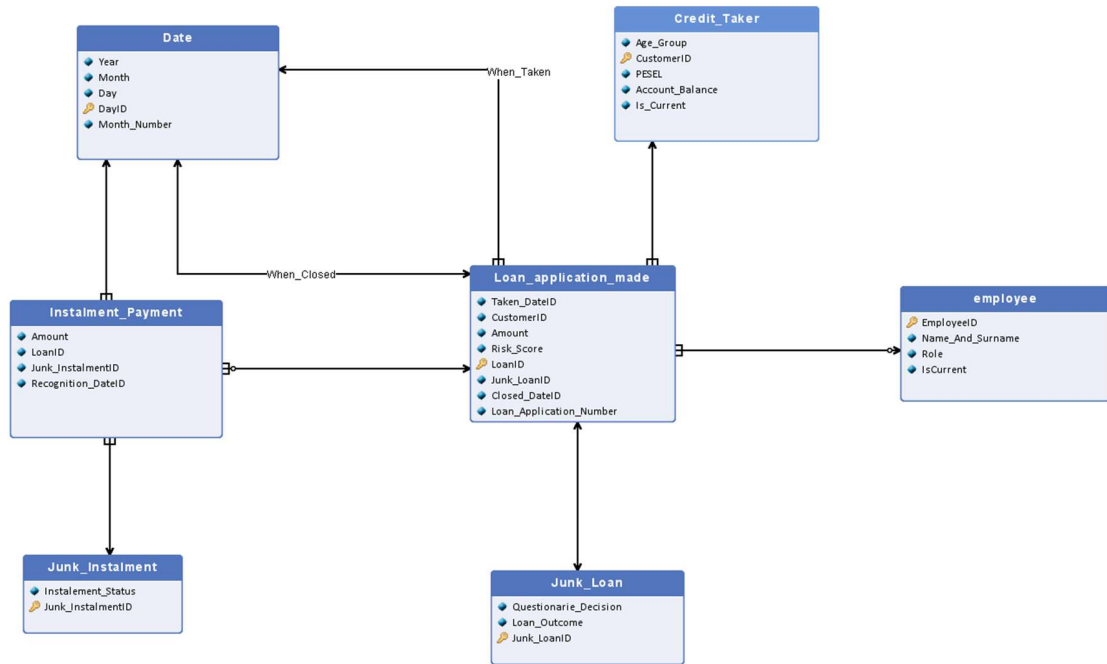 Date
Year
Month
Day
DayID
Month_Number
Credit_Taker
Age_Group
CustomerID
PESEL
Account_Balance
Is_Current
When_Taken
When_Closed
Instalment_Payment
Amount
LoanID
Junk_InstalmentID
Recognition_DateID
Loan_application_made
Taken_DateID
CustomerID
Amount
Risk_Score
LoanID
Junk_LoanID
Closed_DateID
Loan_Application_Number
employee
EmployeeID
Name_And_Surname
Role
IsCurrent
Junk_Instalment
Instalement_Status
Junk_InstalmentID
Junk_Loan
Questionarie_Decision
Loan_Outcome
Junk_LoanID